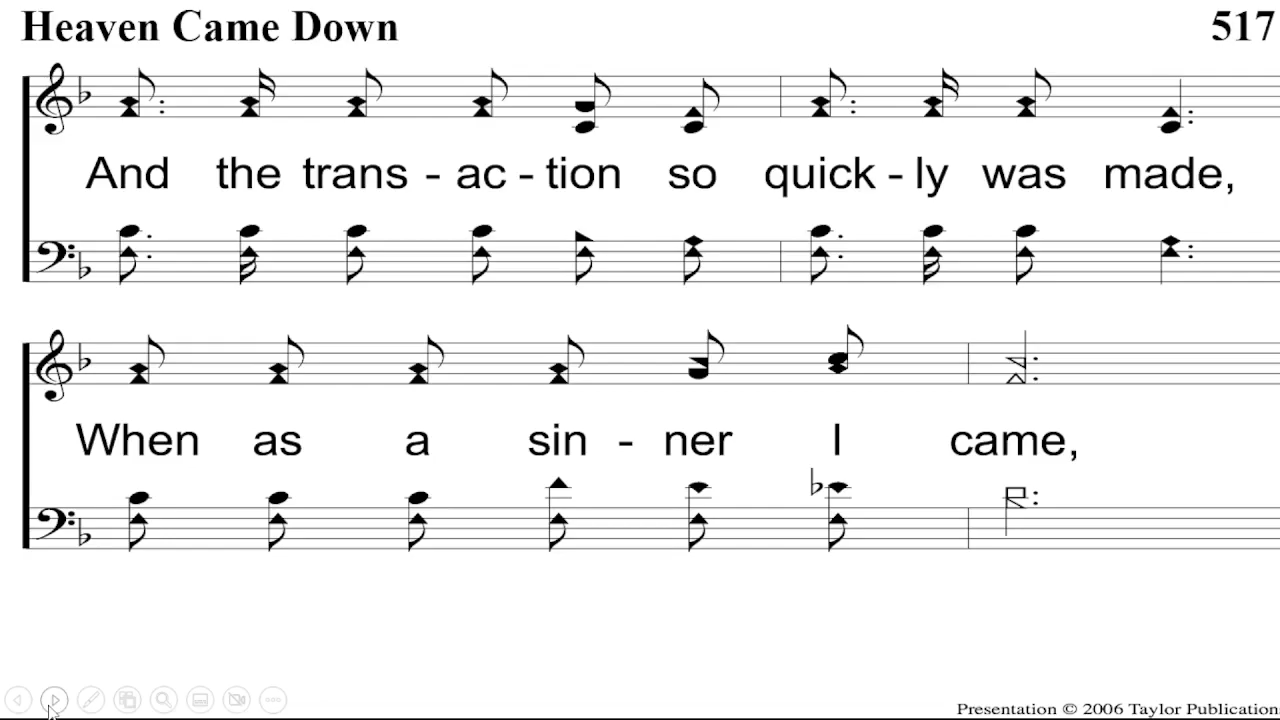 Heaven Came Down 517
And the trans - ac - tion so quick - ly was made,
When as a sin - ner I came,
Presentation © 2006 Taylor Publications